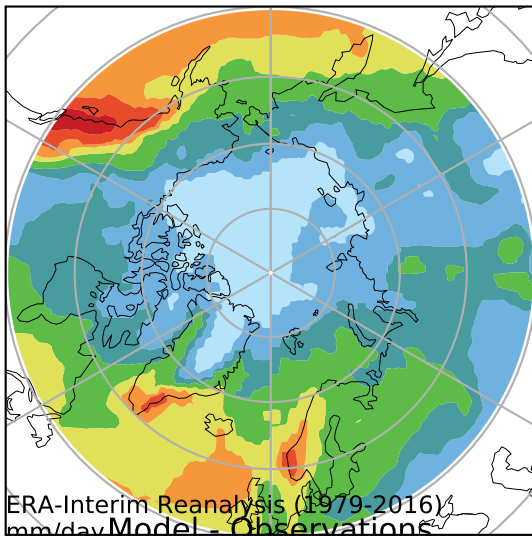 ERA-Interim Reanalysis (1979-2016)
mm/day Model - Observations